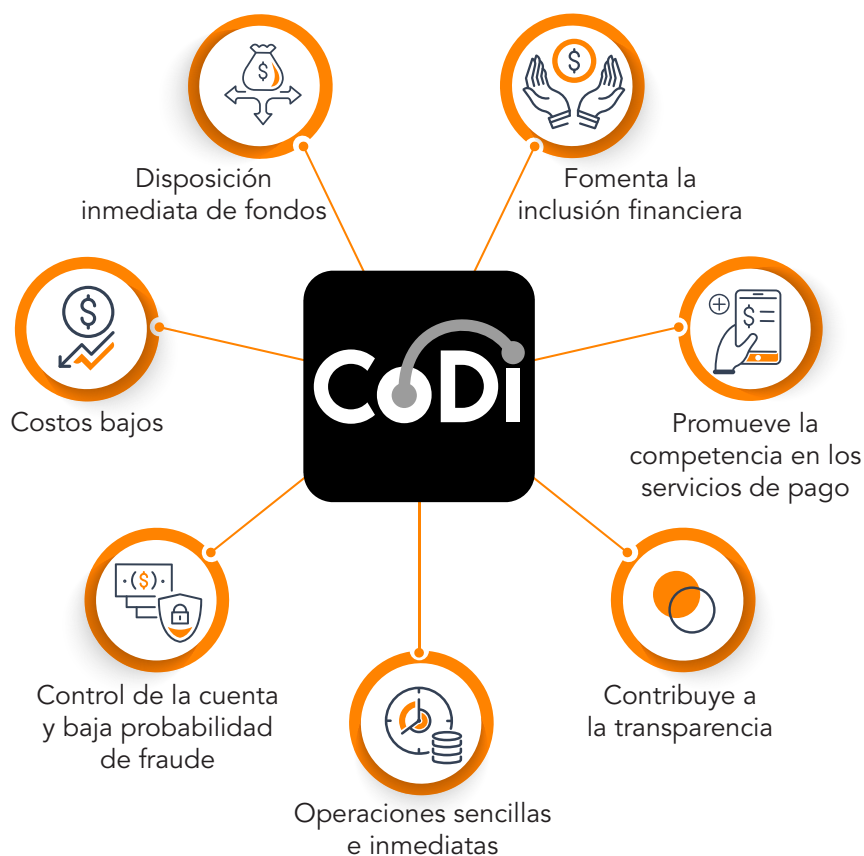 Disposición
inmediata de fondos
Fomenta la
inclusión financiera
Costos bajos
CoDi
Promueve la
competencia en los
servicios de pago
Control de la cuenta
y baja probabilidad
de fraude
Contribuye a
la transparencia
Operaciones sencillas
e inmediatas